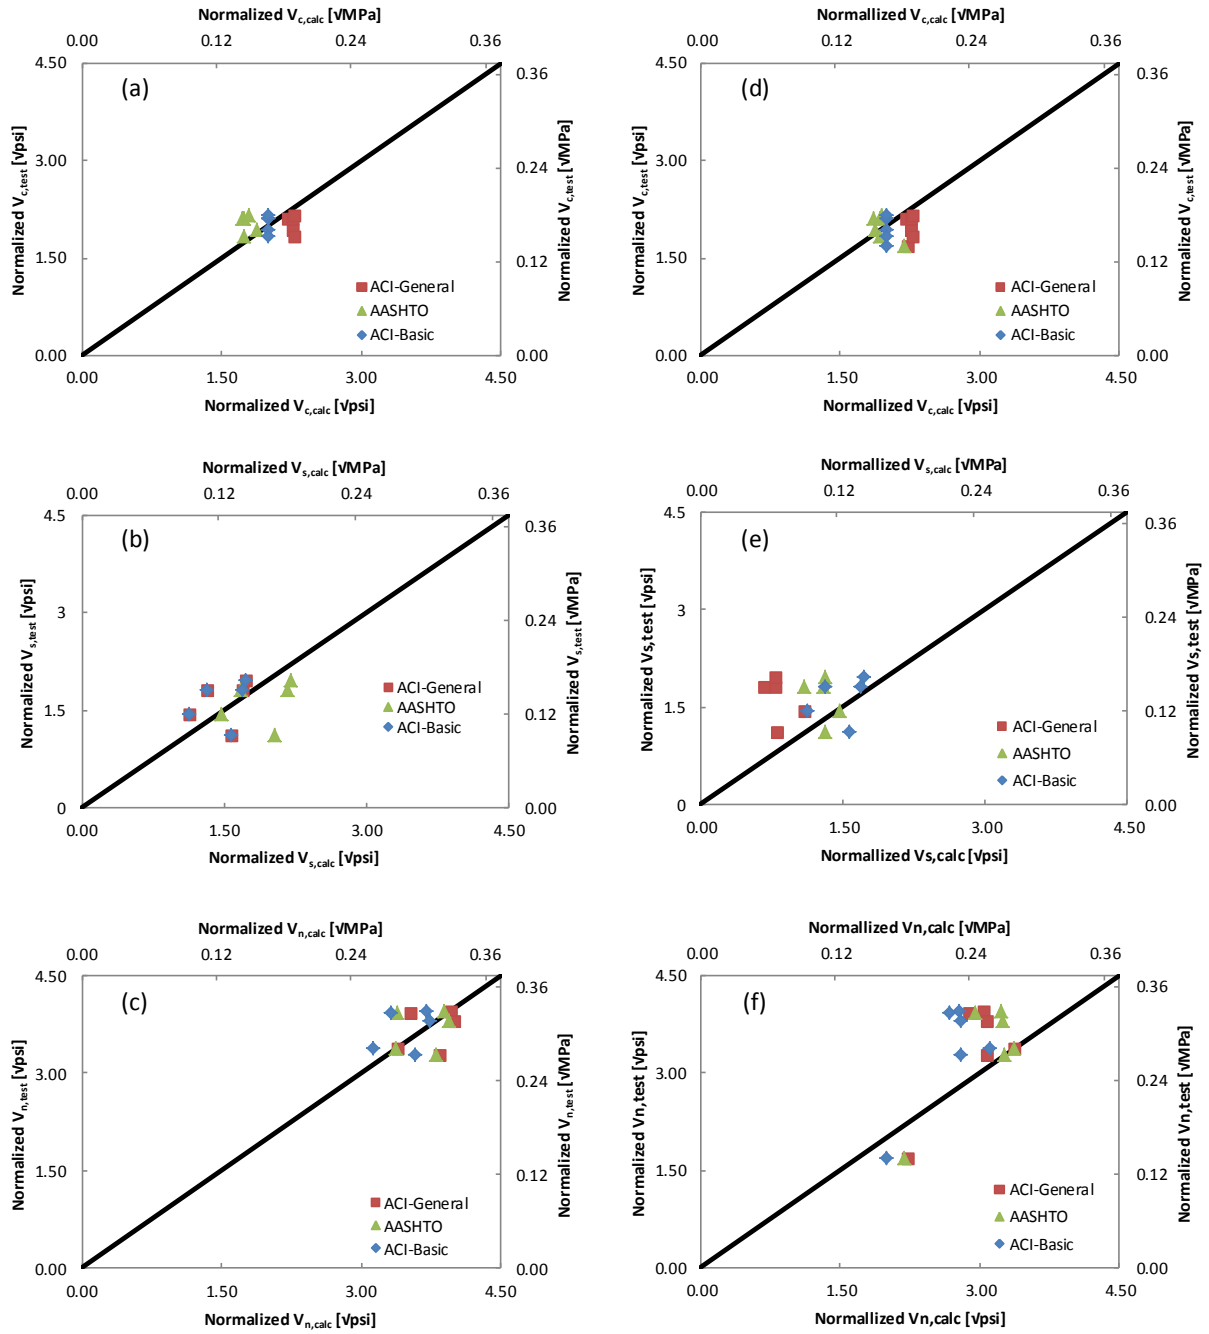 Normalized Vc,calc [√MPa]
0.00 0.12 0.24 0.36
4.50 3.00 1.50 0.00
Normalized Vc,test [√psi]
(a)
ACI-General
AASHTO
ACI-Basic
0.36 0.24 0.12 0.00
Normalized Vc,test [√MPa]
0.00 1.50 3.00 4.50
Normalized Vc,calc [√psi]
Normalized Vc,calc [√MPa]
0.00 0.12 0.24 0.36
4.50 3.00 1.50 0.00
Normalized Vc,test [√psi]
(d)
ACI-General
AASHTO
ACI-Basic
0.36 0.24 0.12 0.00
Normalized Vc,test [√MPa]
0.00 1.50 3.00 4.50
Normallized Vc,calc [√psi]
Normalized Vs,calc [√MPa]
0.00 0.12 0.24 0.36
4.5 3 1.5 0
Normalized Vs,test [√psi]
(b)
ACI-General
AASHTO
ACI-Basic
0.36 0.24 0.12 0.00
Normalized Vs,test [√MPa]
0.00 1.50 3.00 4.50
Normalized Vs,calc [√psi]
Normallized Vs,calc [√MPa]
0.00 0.12 0.24 0.36
4.5 3 1.5 0
Normalized Vs,test [√psi]
(e)
ACI-General
AASHTO
ACI-Basic
0.36 0.24 0.12 0.00
Normalized Vs,test [√MPa]
0.00 1.50 3.00 4.50
Normallized Vs,calc [√psi]
Normalized Vn,calc [√MPa]
0.00 0.12 0.24 0.36
4.50 3.00 1.50 0.00
Normalized Vn,test [√psi]
(c)
ACI-General
AASHTO
ACI-Basic
0.36 0.24 0.12 0.00
Normalized Vn,test [√MPa]
0.00 1.50 3.00 4.50
Normalized Vn,calc [√psi]
Normallized Vn,calc [√MPa]
0.00 0.12 0.24 0.36
4.50 3.00 1.50 0.00
Normalized Vn,test [√psi]
(f)
ACI-General
AASHTO
ACI-Basic
0.36 0.24 0.12 0.00
Normalized Vn,test [√MPa]
0.00 1.50 3.00 4.50
Normallized Vn,calc [√psi]